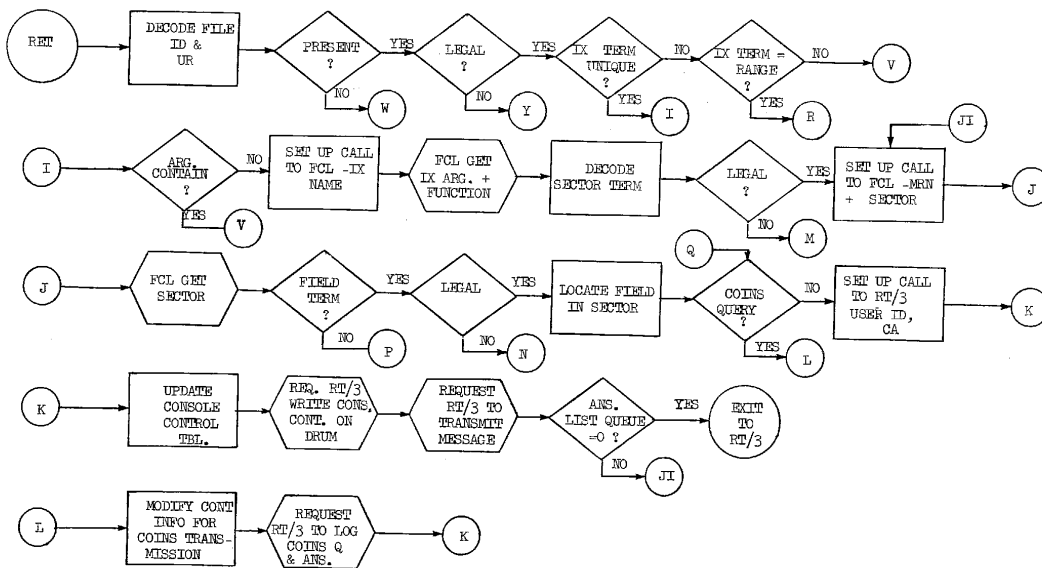 RET
DECODE FILE
ID &
UR
PRESENT
?
YES
NO
W
LEGAL
?
YES
NO
Y
IX TERM
UNIQUE
?
NO
YES
I
IX TERM =
RANGE
?
NO
V
YES
R
I
ARG.
CONTAIN
?
NO
YES
V
SET UP CALL
TO FCL -IX
NAME
FCL GET
IX ARG. +
FUNCTION
DECODE
SECTOR TERM
LEGAL
?
YES
NO
M
JI
SET UP CALL
TO FCL -MRN
+ SECTOR
J
J
FCL GET
SECTOR
FIELD
TERM
?
YES
NO
P
LEGAL
YES
NO
N
LOCATE FIELD
IN SECTOR
Q
COINS
QUERY
?
NO
YES
L
SET UP CALL
TO RT/3
USER ID,
CA
K
K
UPDATE
CONSOLE
CONTROL
TBL.
REQ. RT/3
WRITE CONS.
CONT. ON
DRUM
REQUEST
RT/3 TO
TRANSMIT
MESSAGE
ANS.
LIST QUEUE
=0 ?
YES
NO
JI
EXIT
TO
RT/3
L
MODIFY CONT
INFO FOR
COINS TRANS-
MISSION
REQUEST
RT/3 TO LOG
COINS Q
& ANS.
K